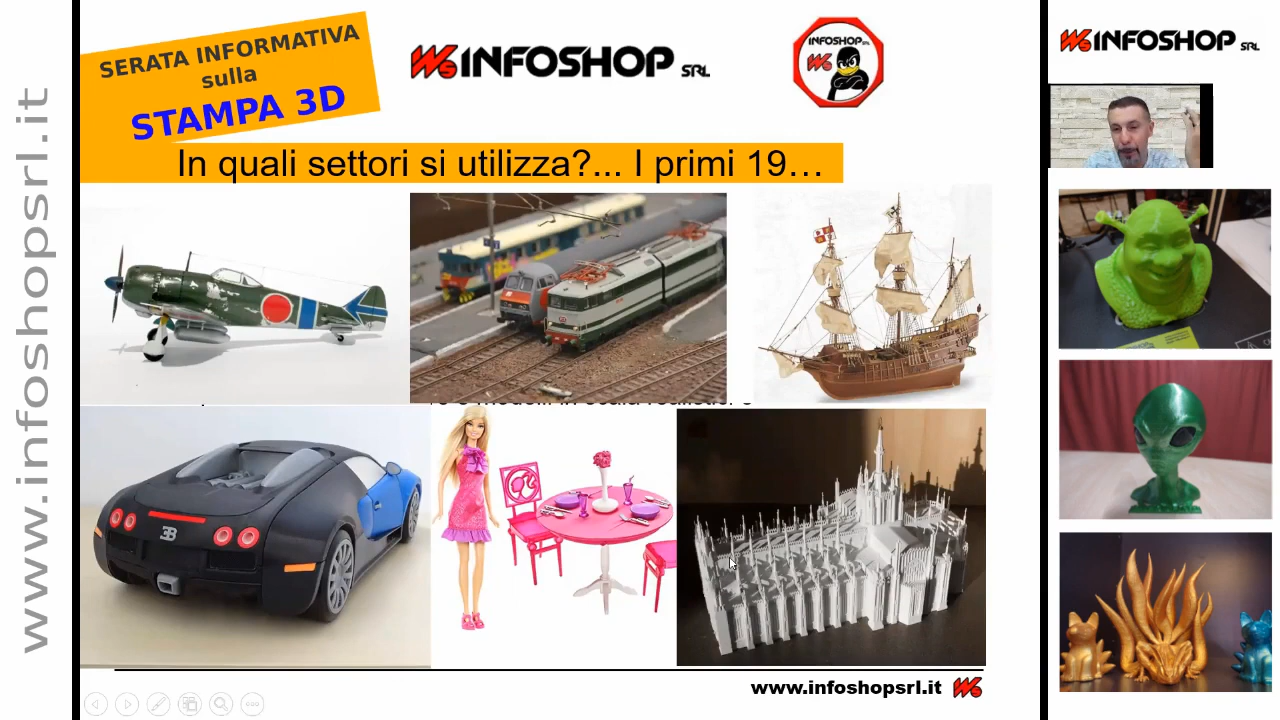 www.infoshopsrl.it
SERATA INFORMATIVA
sulla
STAMPA 3D
INFOSHOP SRL
INFOSHOP SRL
In quali settori si utilizza?... I primi 19...
www.infoshopsrl.it
INFOSHOP SRL